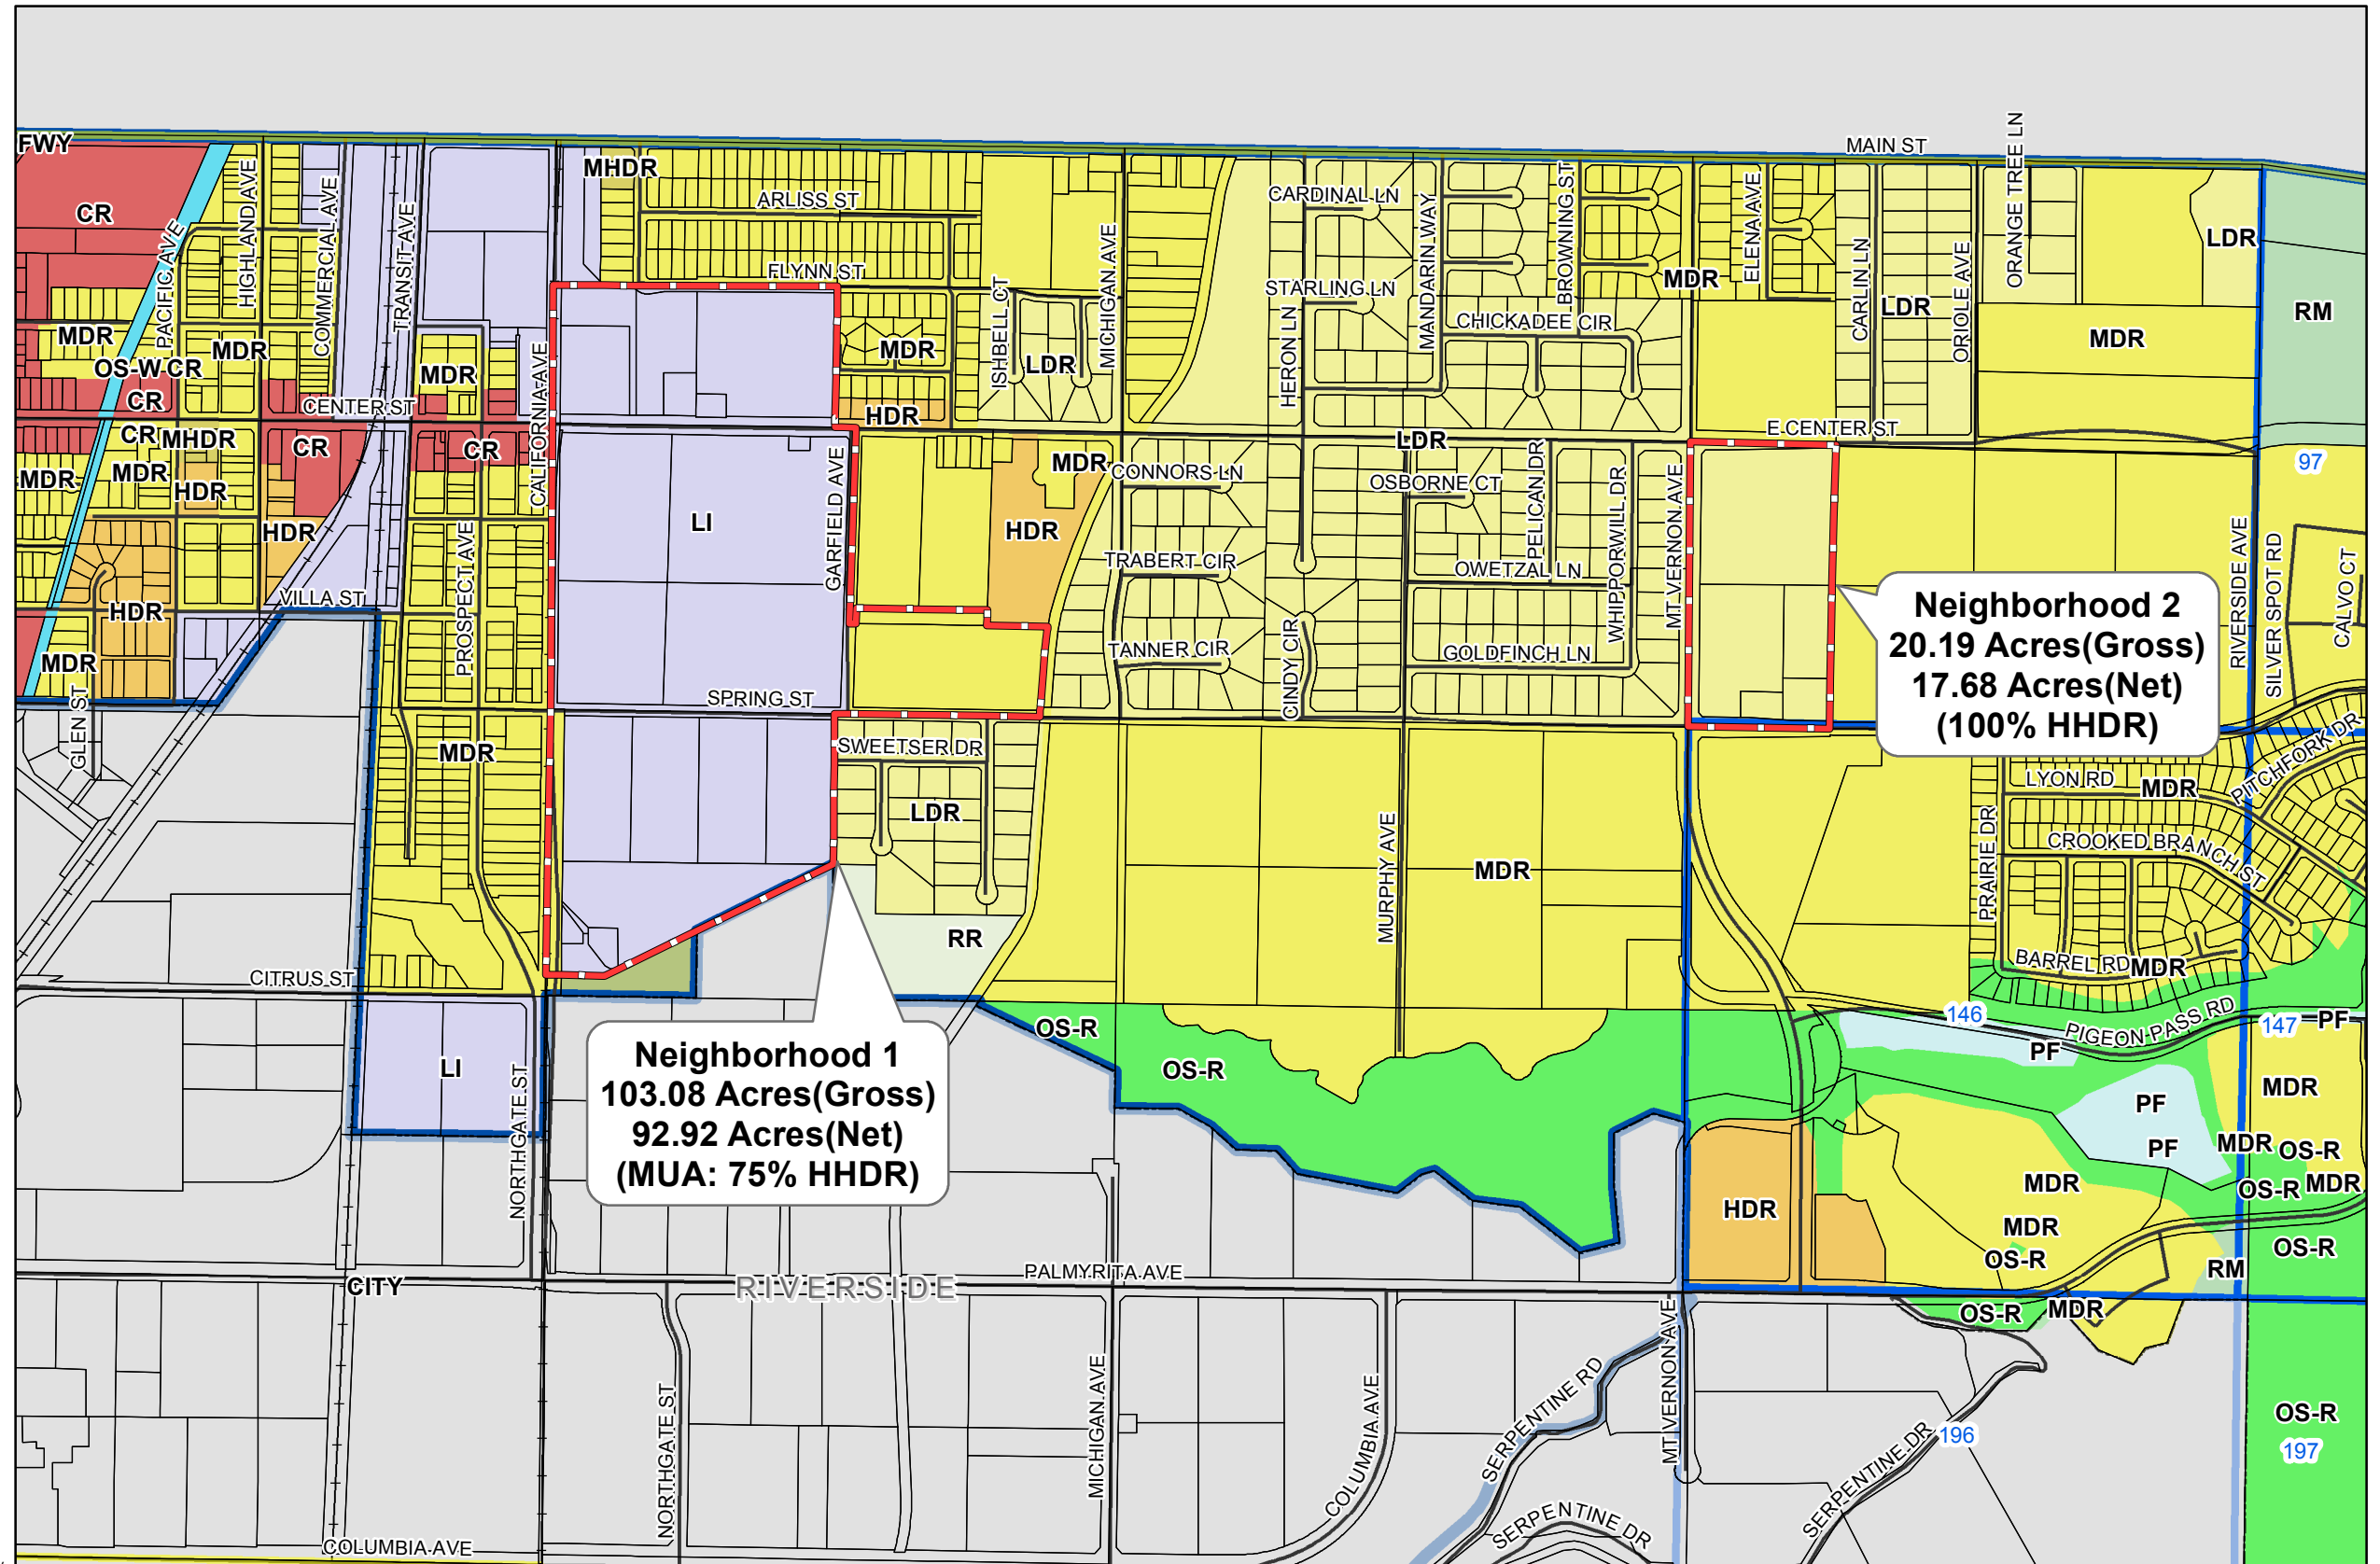 FWY
MAIN ST
ORANGE TREE LN
MHDR
ARLISS ST
CARDINAL LN
CR
PACIFIC AVE
HIGHLAND AVE
COMMERCIAL AVE
TRANSIT AVE
MICHIGAN AVE
MANDARIN WAY
BROWNING ST
ELENA AVE
LDR
FLYNN ST
STARLING LN
MDR
CARLIN LN
LDR
ORIOLE AVE
RM
MDR
MDR
MDR
ISHBELL CT
HERON LN
CHICKADEE CIR
MDR
OS-W CR
MDR
LDR
CALIFORNIA AVE
CR
CENTER ST
HDR
E CENTER ST
CR
MHDR
CR
CR
LDR
MDR
CONNORS LN
97
MDR
MDR
HDR
GARFIELD AVE
OSBORNE CT
PELICAN DR
WHIPPORWILL DR
MT VERNON AVE
LI
HDR
HDR
TRABERT CIR
OWETZAL LN
RIVERSIDE AVE
SILVER SPOT RD
CALVO CT
HDR
VILLA ST
PROSPECT AVE
Neighborhood 2
20.19 Acres(Gross)
17.68 Acres(Net)
(100% HHDR)
MDR
TANNER CIR
CINDY CIR
GOLDFINCH LN
GLEN ST
SPRING ST
MDR
SWEETSER DR
LYON RD
MDR
PITCHFORK DR
LDR
MURPHY AVE
MDR
PRAIRIE DR
CROOKED BRANCH ST
RR
BARREL RD
MDR
CITRUS ST
OS-R
146
PIGEON PASS RD
147
PF
PF
Neighborhood 1
103.08 Acres(Gross)
92.92 Acres(Net)
(MUA: 75% HHDR)
LI
OS-R
MDR
PF
PF
MDR
OS-R
NORTHGATE ST
MDR
OS-R
MDR
HDR
MDR
OS-R
OS-R
RM
CITY
RIVERSIDE
PALMYRITA AVE
OS-R
MDR
NORTHGATE ST
MICHIGAN AVE
COLUMBIA AVE
SERPENTINE RD
MT VERNON AVE
SERPENTINE DR
196
OS-R
197
SERPENTINE DR
COLUMBIA AVE